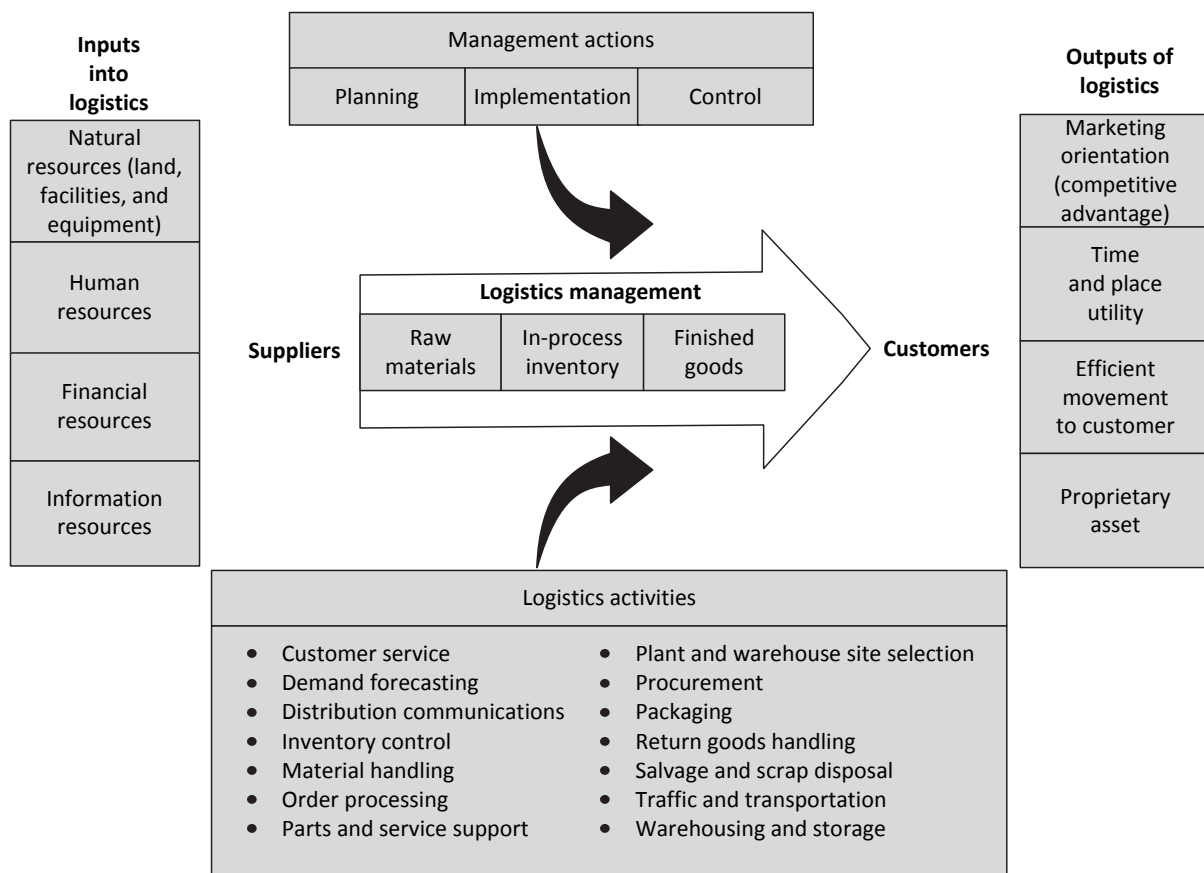 Inputs
into
logistics
Natural
resources (land,
facilities, and
equipment)
Human
resources
Financial
resources
Information
resources
Management actions
Planning
Implementation
Control
Suppliers
Logistics management
Raw
materials
In-process
inventory
Finished
goods
Customers
Logistics activities
• Customer service
• Demand forecasting
• Distribution communications
• Inventory control
• Material handling
• Order processing
• Parts and service support
• Plant and warehouse site selection
• Procurement
• Packaging
• Return goods handling
• Salvage and scrap disposal
• Traffic and transportation
• Warehousing and storage
Outputs of
logistics
Marketing
orientation
(competitive
advantage)
Time
and place
utility
Efficient
movement
to customer
Proprietary
asset